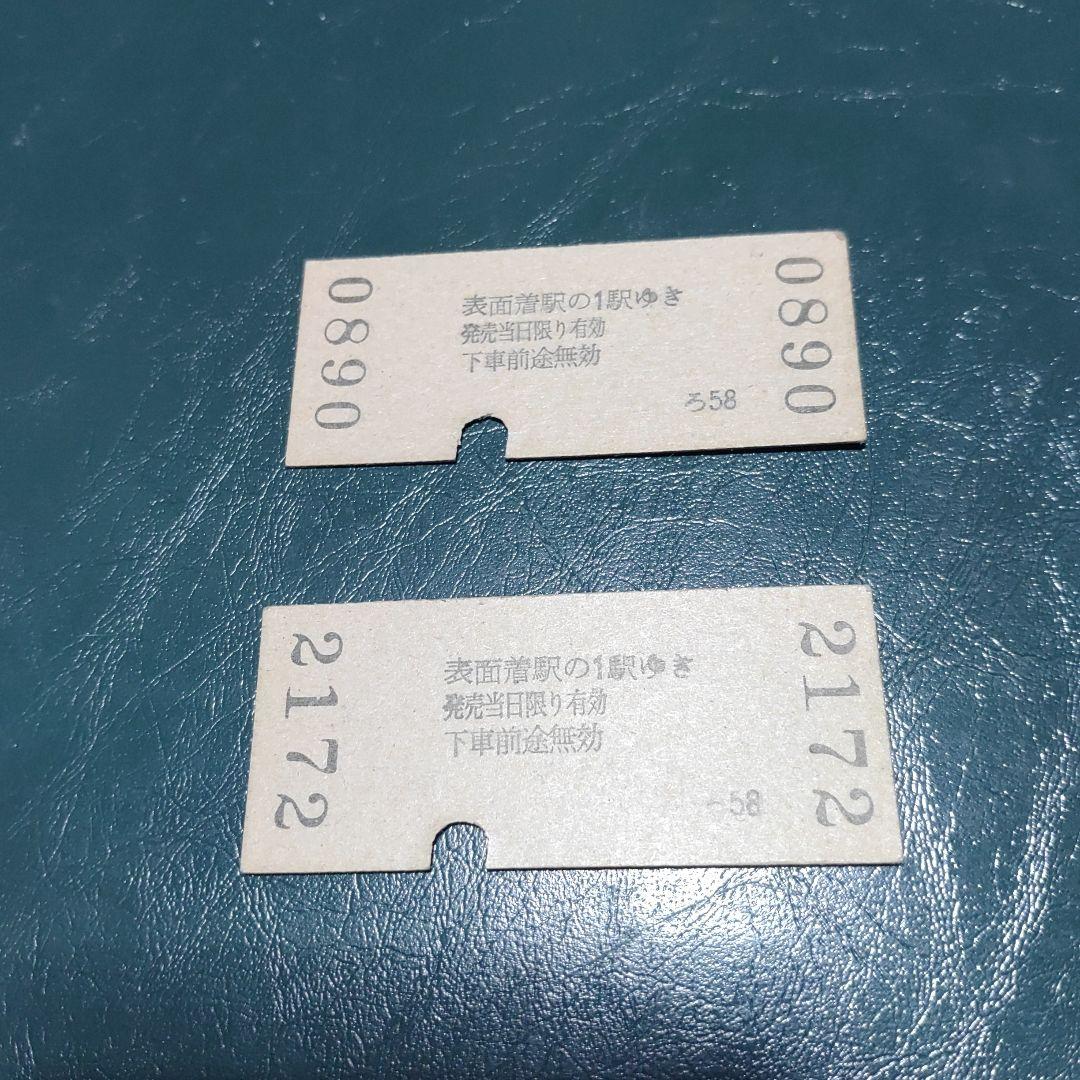 0890
表面着駅の1駅ゆき
発売当日限り有効
下車前途無効
ろ58
0890
2172
表面着駅の1駅ゆき
発売当日限り有効
下車前途無効
58
2172